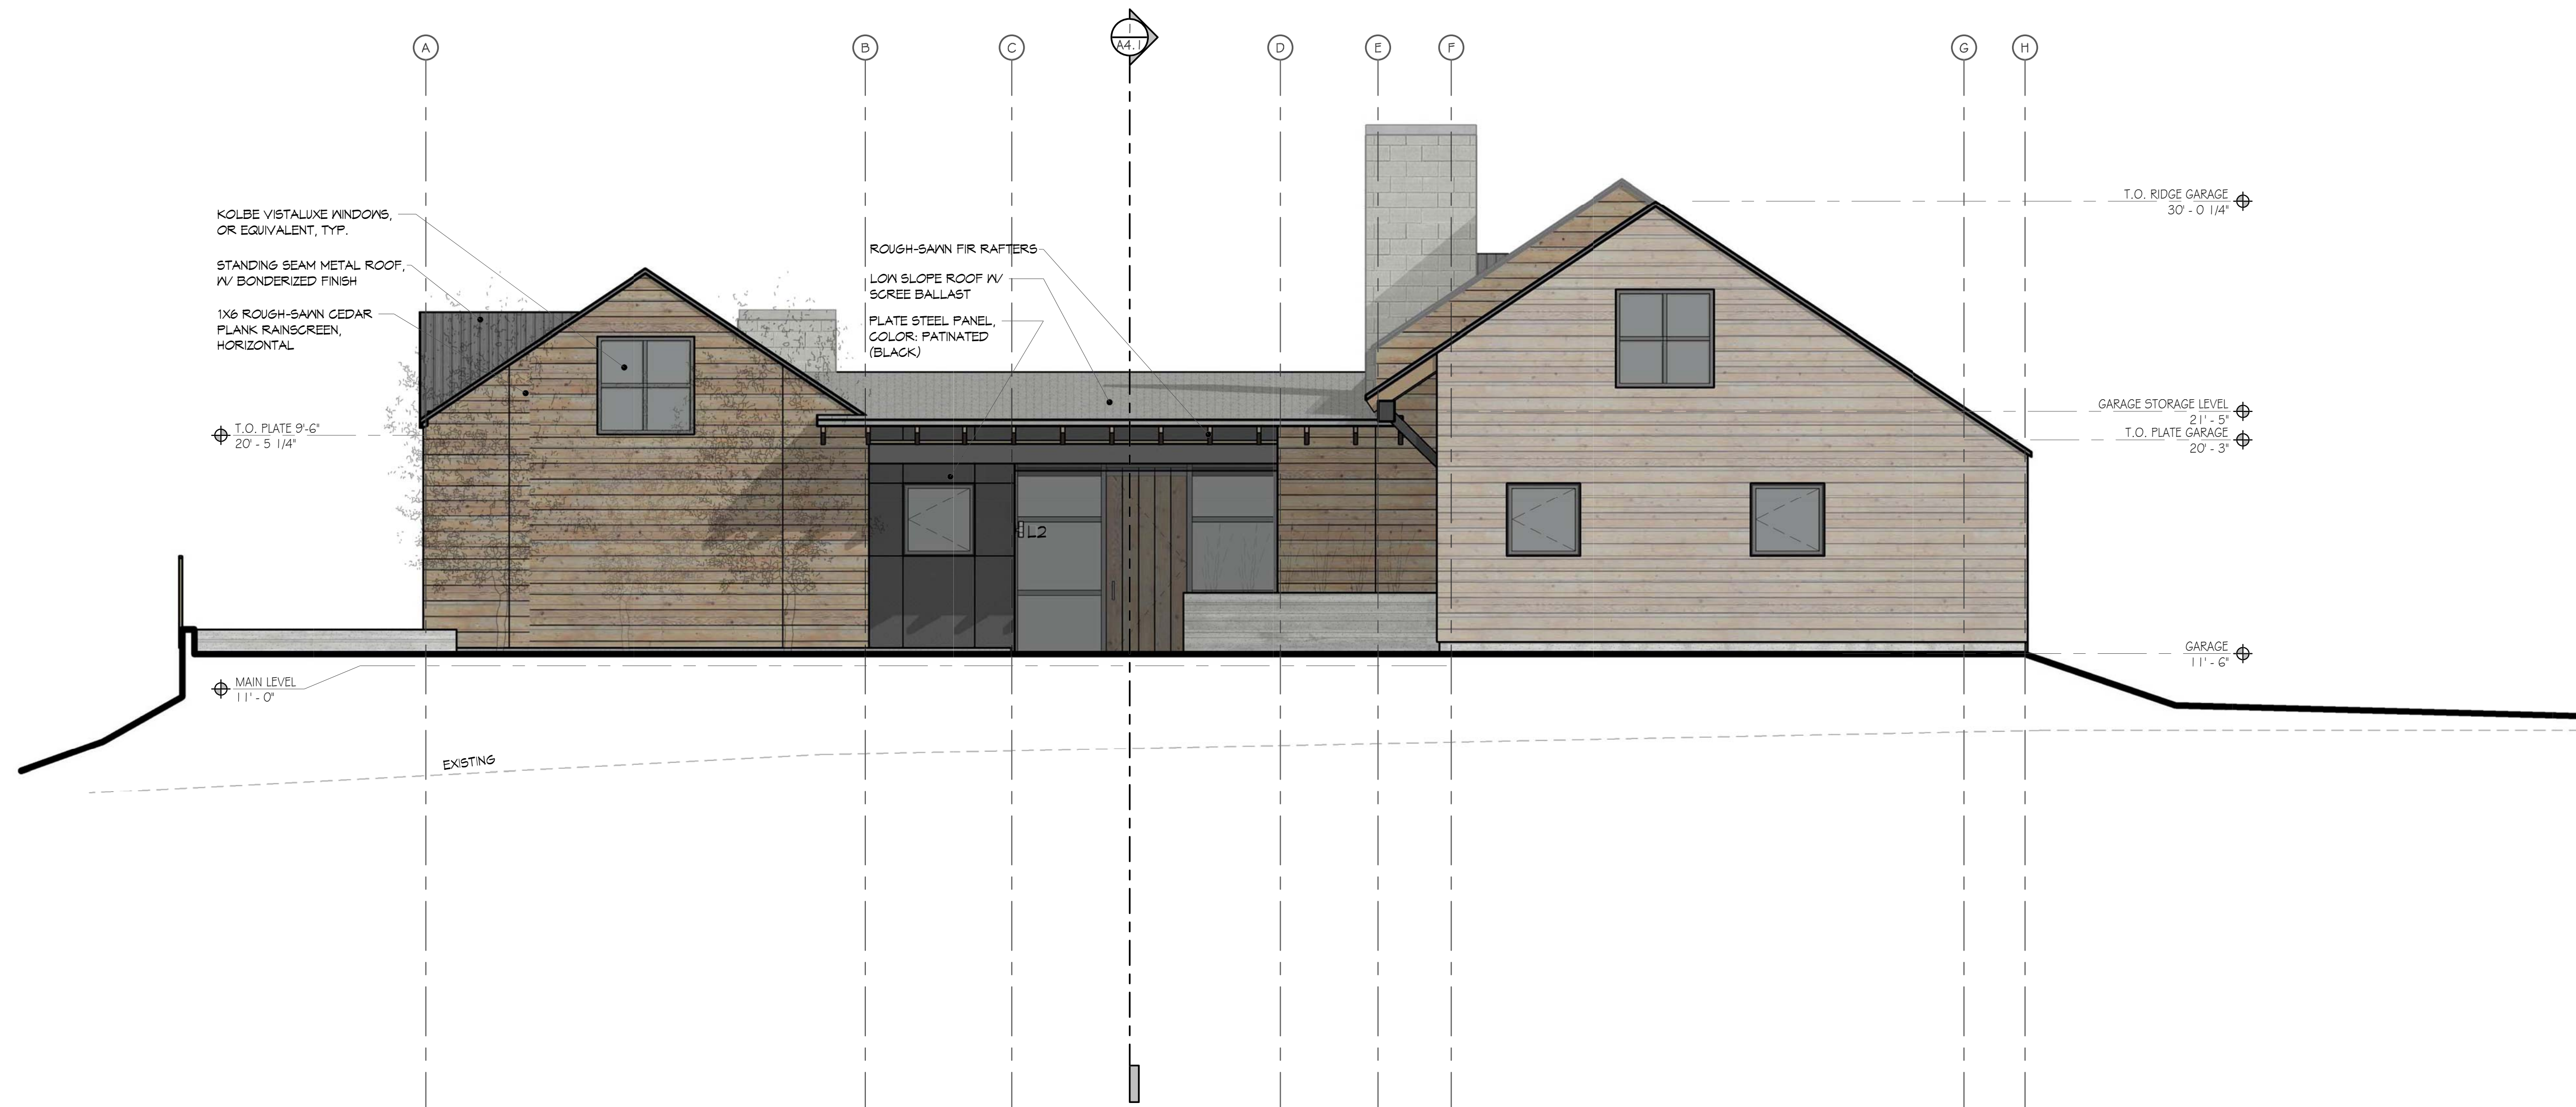 A
B
C
1
A4.1
D
E
F
G
H
KOLBE VISTALUXE WINDOWS,
OR EQUIVALENT, TYP.
STANDING SEAM METAL ROOF,
W/ BONDERIZED FINISH
1X6 ROUGH-SAWN CEDAR
PLANK RAINSCREEN,
HORIZONTAL
T.O. PLATE 9'-6"
20' - 5 1/4"
ROUGH-SAWN FIR RAFTERS
LOW SLOPE ROOF W/
SCREE BALLAST
PLATE STEEL PANEL,
COLOR: PATINATED
(BLACK)
L2
T.O. RIDGE GARAGE
30' - 0 1/4"
GARAGE STORAGE LEVEL
21' - 5"
T.O. PLATE GARAGE
20' - 3"
GARAGE
11' - 6"
MAIN LEVEL
11' - 0"
EXISTING